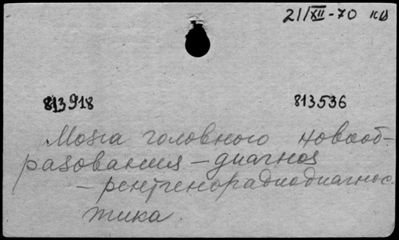 21/XII-70 
813918 813536
Мозга головного новооб-
разования - диагноз
- рентгенорадиодиагнос-
тика.